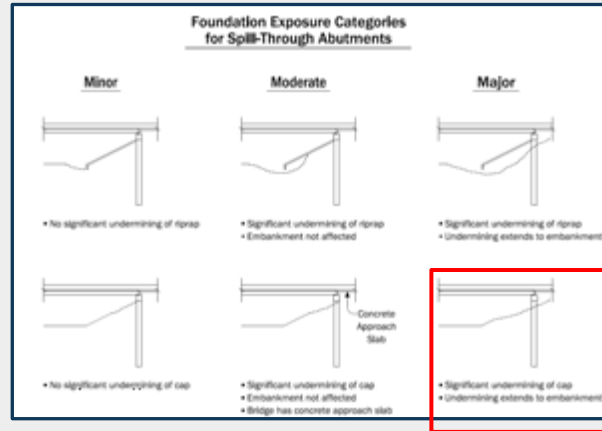 Foundation Exposure Categories
for Spill-Through Abutments
Minor
Moderate
Major
• No significant undermining of riprap
• Significant undermining of riprap
• Embankment not affected
• Significant undermining of riprap
• Undermining extends to embankment
Concrete
Approach
Slab
• No significant undermining of cap
• Significant undermining of cap
• Embankment not affected
• Bridge has concrete approach slab
• Significant undermining of cap
• Undermining extends to embankment